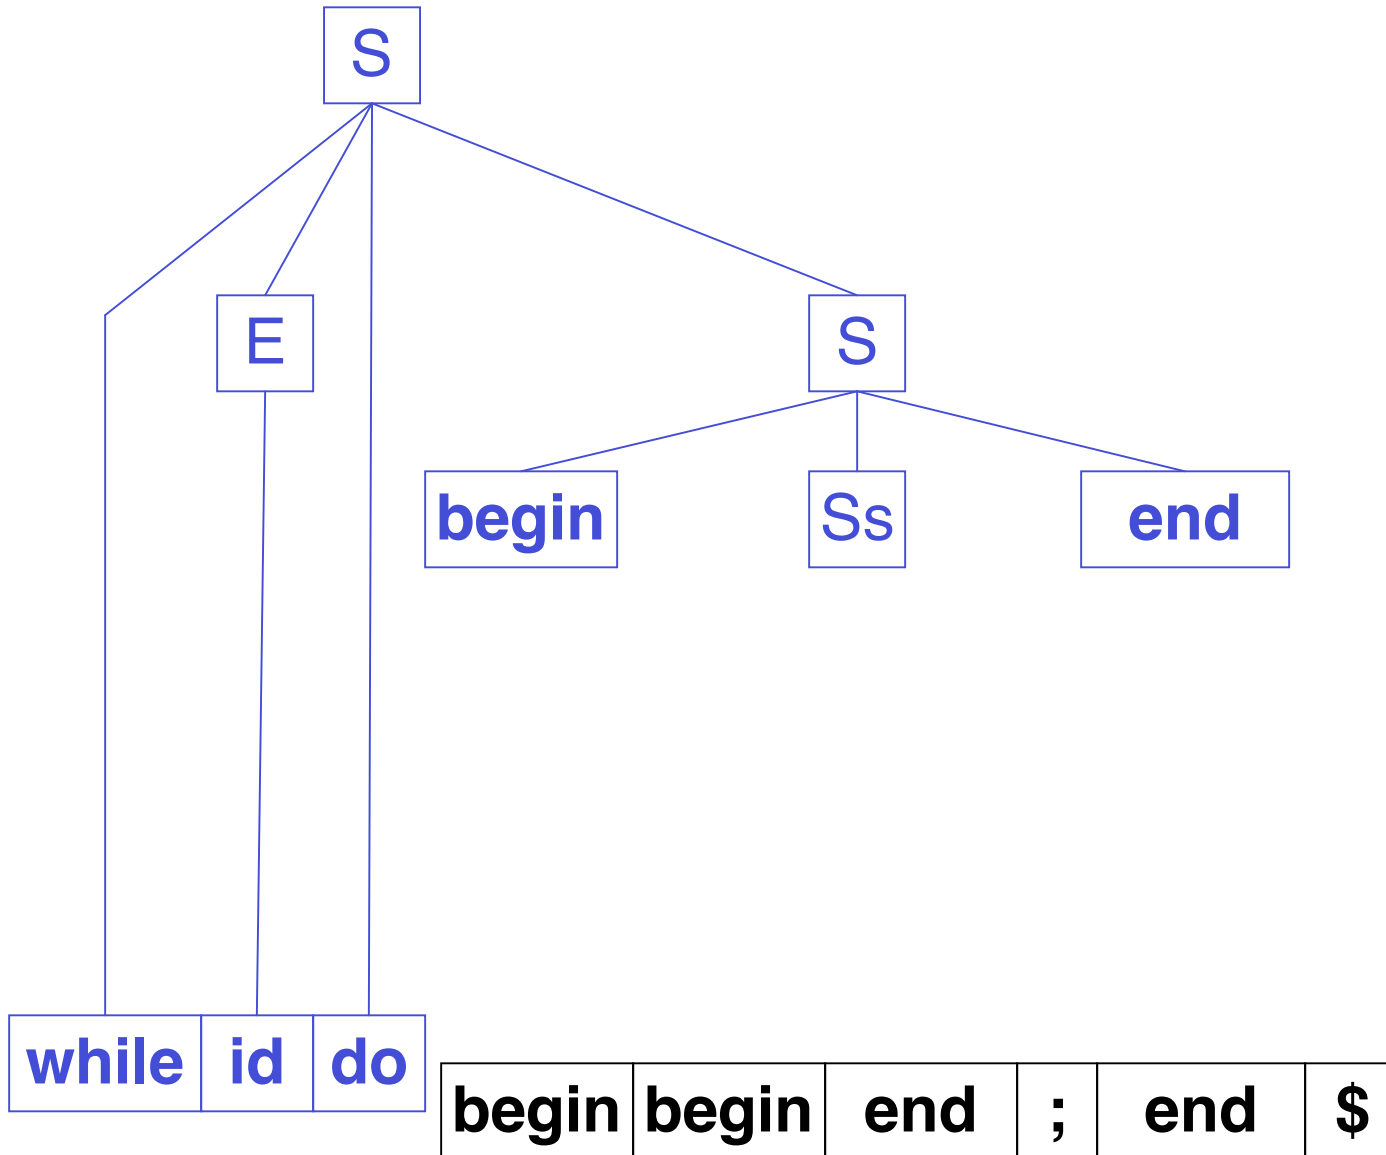 S
E S
begin Ss end
while id do
begin begin end ; end $